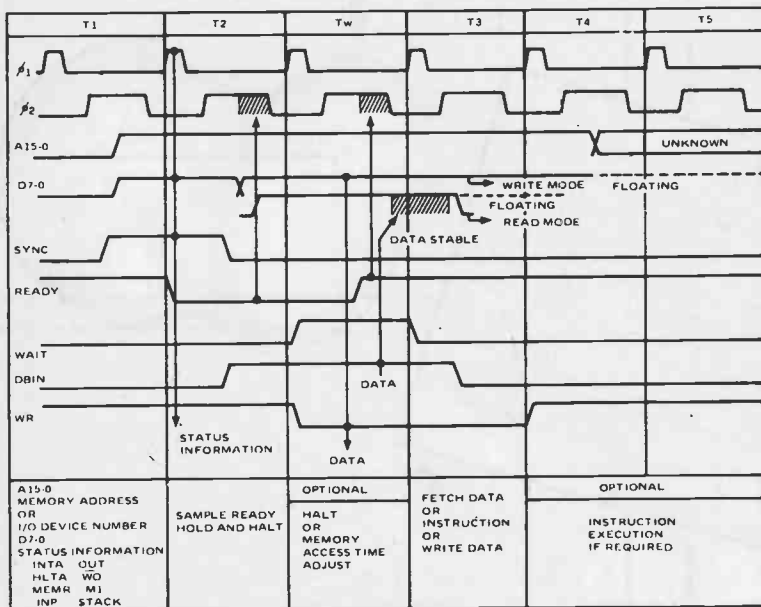 T1 T2 TW T3 T4 T5
φ1
φ2
A15-0
UNKNOWN
D7-0
WRITE MODE
FLOATING
FLOATING
READ MODE
DATA STABLE
SYNC
READY
WAIT
DBIN
DATA
WR
STATUS
INFORMATION
DATA
A15-0
MEMORY ADDRESS
OR
I/O DEVICE NUMBER
D7-0
STATUS INFORMATION
INTA OUT
HLTA W̅O̅
MEMR M1
INP STACK
SAMPLE READY
HOLD AND HALT
OPTIONAL
HALT
OR
MEMORY
ACCESS TIME
ADJUST
FETCH DATA
OR
INSTRUCTION
OR
WRITE DATA
OPTIONAL
INSTRUCTION
EXECUTION
IF REQUIRED